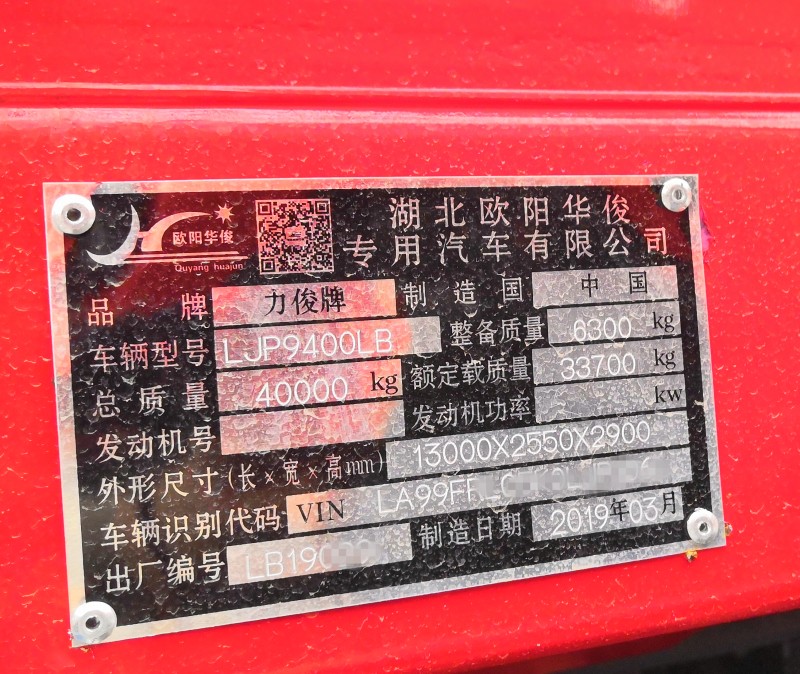 欧阳华俊
Ouyang huajun
湖北欧阳华俊
专用汽车有限公司
品牌 力俊牌 制造国 中国
车辆型号 LJP9400LB 整备质量 6300 kg
总质量 40000 kg 额定载质量 33700 kg
发动机号 发动机功率 kw
外形尺寸(长×宽×高mm) 13000X2550X2900
车辆识别代码 VIN LA99FR
出厂编号 LB190 制造日期 2019年03月